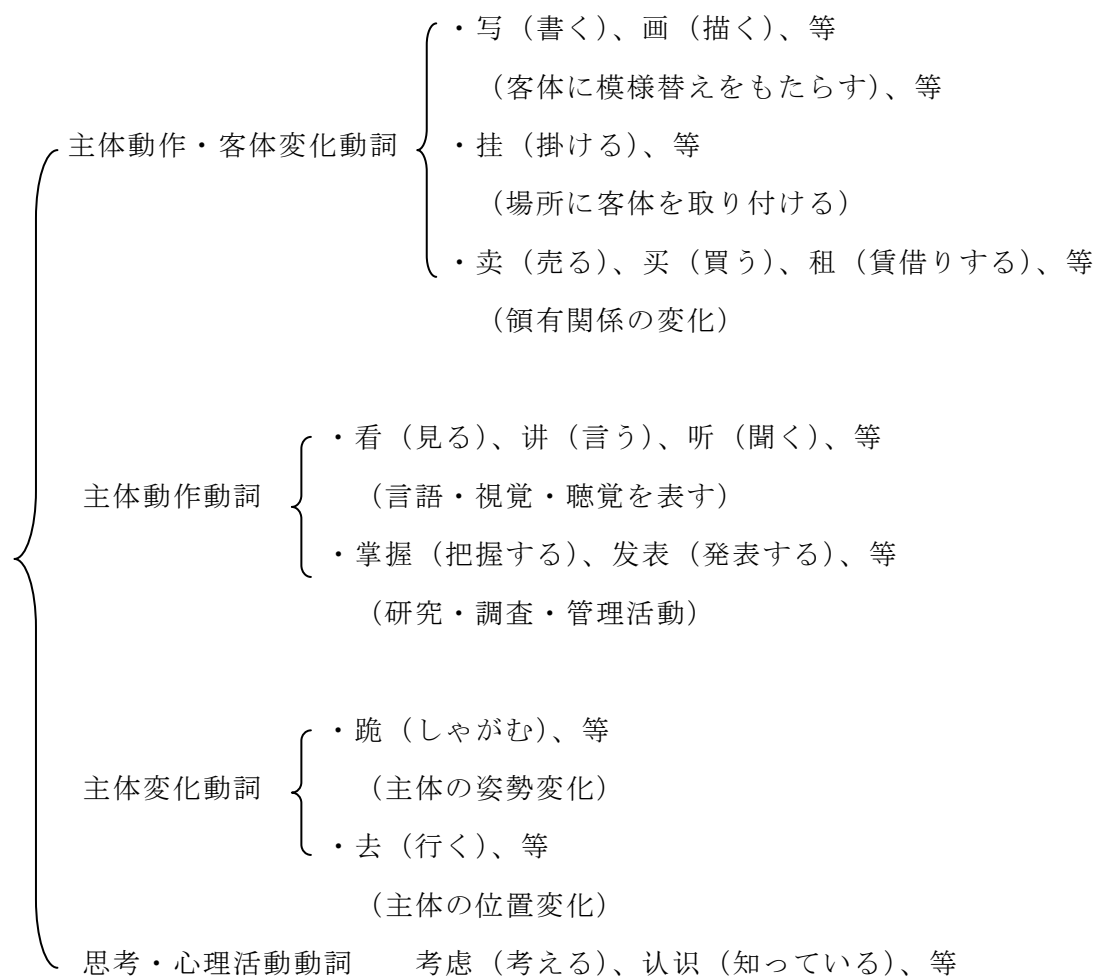 ・写（書く）、画（描く）、等
（客体に模様替えをもたらす）、等
主体動作・客体変化動詞
・挂（掛ける）、等
（場所に客体を取り付ける）
・卖（売る）、买（買う）、租（賃借りする）、等
（領有関係の変化）
・看（見る）、讲（言う）、听（聞く）、等
主体動作動詞
（言語・視覚・聴覚を表す）
・掌握（把握する）、发表（発表する）、等
（研究・調査・管理活動）
・跪（しゃがむ）、等
主体変化動詞
（主体の姿勢変化）
・去（行く）、等
（主体の位置変化）
思考・心理活動動詞　考虑（考える）、认识（知っている）、等